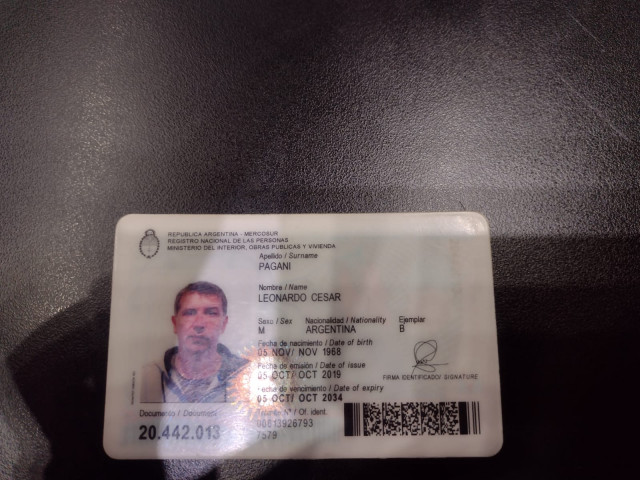 REPUBLICA ARGENTINA - MERCOSUR
REGISTRO NACIONAL DE LAS PERSONAS
MINISTERIO DEL INTERIOR, OBRAS PUBLICAS Y VIVIENDA
Apellido / Surname
PAGANI
Nombre / Name
LEONARDO CESAR
Sexo / Sex Nacionalidad / Nationality Ejemplar
M ARGENTINA B
Fecha de nacimiento / Date of birth
05 NOV/ NOV 1968
Fecha de emisión / Date of issue
05 OCT/ OCT 2019
Fecha de vencimiento / Date of expiry
05 OCT/ OCT 2034
FIRMA IDENTIFICADO/ SIGNATURE
Documento / Document
20.442.013
Trámite N° / Of. ident.
00613926793
7579